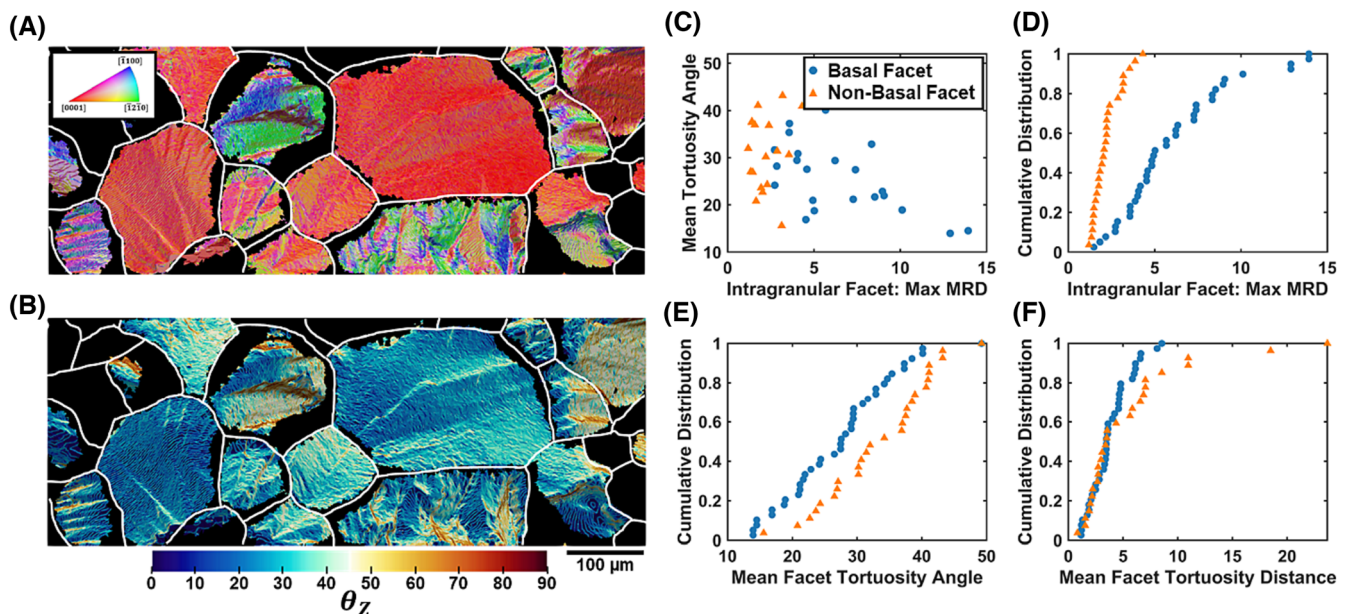 (A)
[1̄100]
[0001]
[1̄21̄0]
(B)
0 10 20 30 40 50 60 70 80 90
θ_Z
100 µm
(C)
Mean Tortuosity Angle
50
40
30
20
10
Basal Facet
Non-Basal Facet
5 10 15
Intragranular Facet: Max MRD
(D)
Cumulative Distribution
1
0.8
0.6
0.4
0.2
0
0 5 10 15
Intragranular Facet: Max MRD
(E)
Cumulative Distribution
1
0.8
0.6
0.4
0.2
0
10 20 30 40 50
Mean Facet Tortuosity Angle
(F)
Cumulative Distribution
1
0.8
0.6
0.4
0.2
0
0 5 10 15 20
Mean Facet Tortuosity Distance